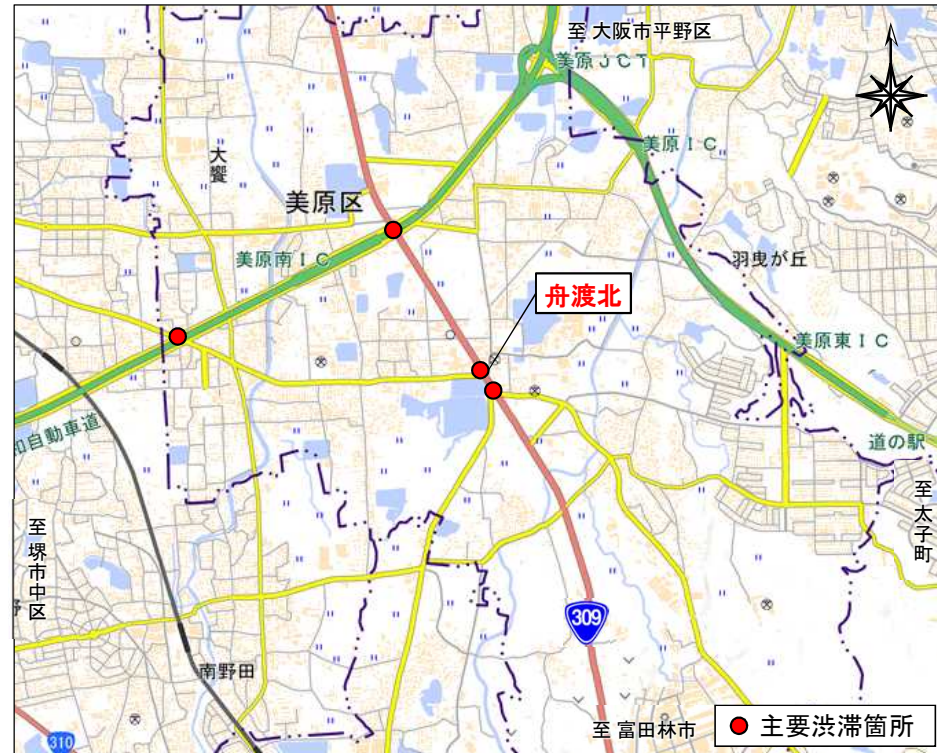 至 大阪市平野区
美原JCT
大饗
美原IC
美原区
美原南IC
羽曳が丘
舟渡北
美原東IC
和自動車道
道の駅
至 太子町
至 堺市中区
野
309
南野田
至 富田林市
主要渋滞箇所
310